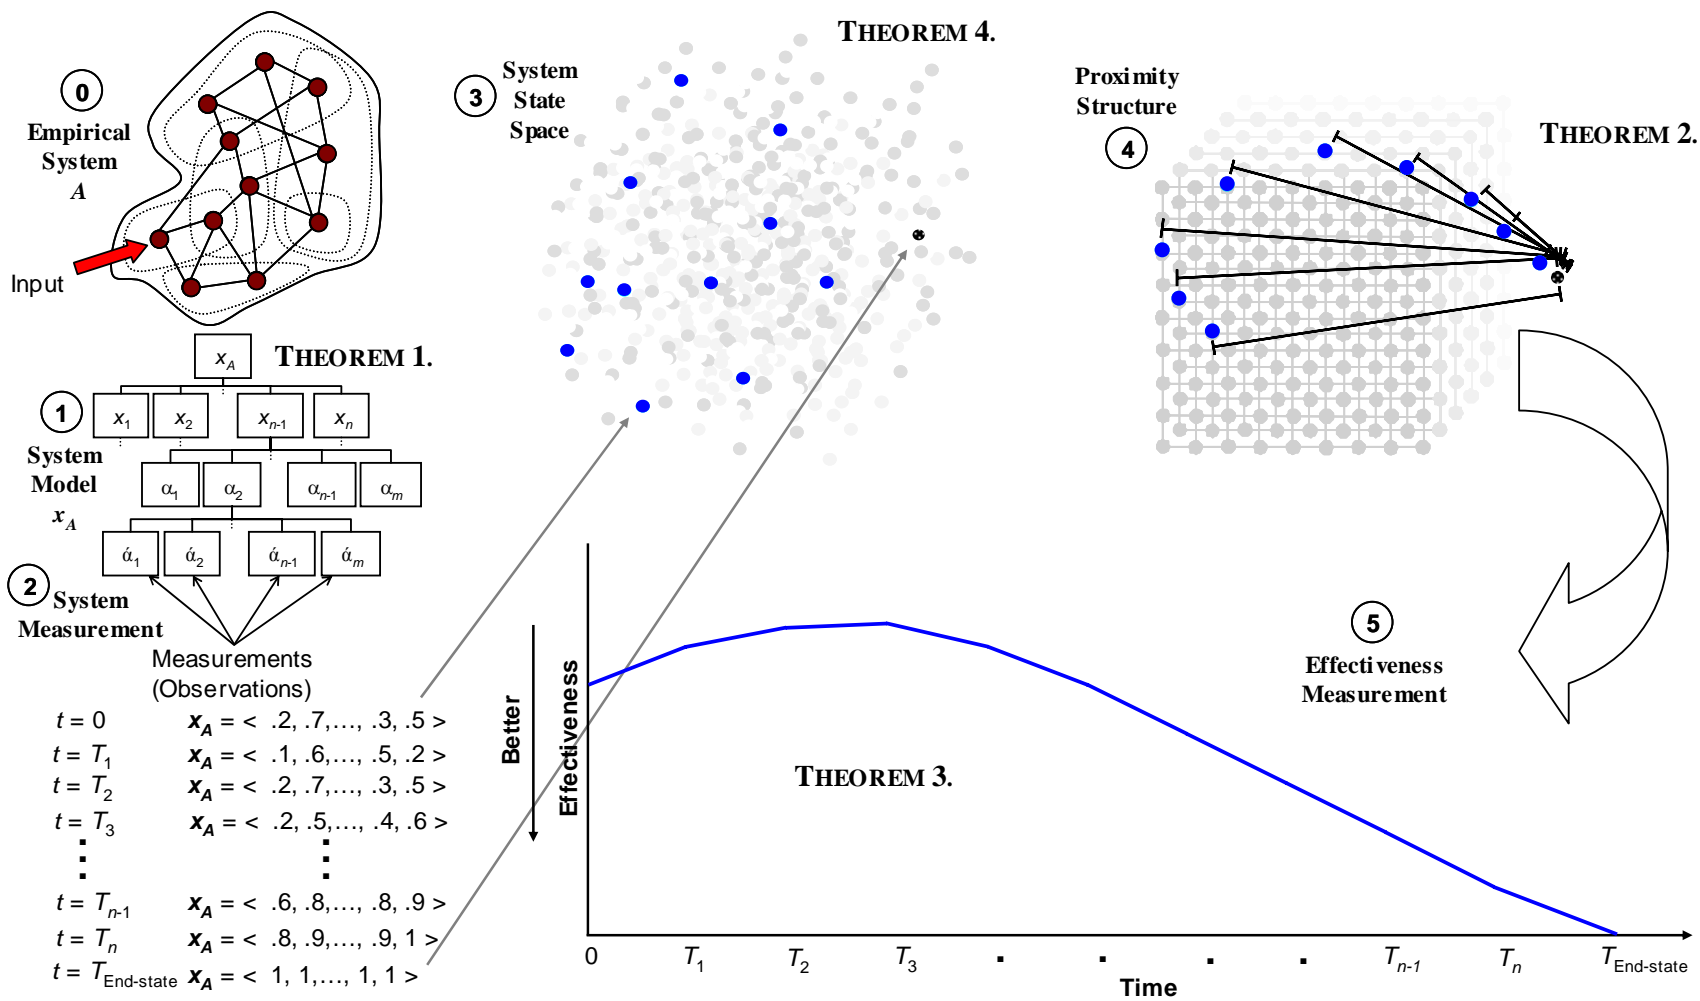 0
Empirical
System
A
Input
THEOREM 1.
x_A
x_1 x_2 x_n-1 x_n
1
System
Model
x_A
α_1 α_2 α_n-1 α_m
ά_1 ά_2 ά_n-1 ά_m
2
System
Measurement
Measurements
(Observations)
t = 0 x_A = < .2, .7,…, .3, .5 >
t = T_1 x_A = < .1, .6,…, .5, .2 >
t = T_2 x_A = < .2, .7,…, .3, .5 >
t = T_3 x_A = < .2, .5,…, .4, .6 >
t = T_n-1 x_A = < .6, .8,…, .8, .9 >
t = T_n x_A = < .8, .9,…, .9, 1 >
t = T_End-state x_A = < 1, 1,…, 1, 1 >
THEOREM 4.
3
System
State
Space
Proximity
Structure
4
THEOREM 2.
5
Effectiveness
Measurement
Better
Effectiveness
THEOREM 3.
0 T_1 T_2 T_3 . . . . T_n-1 T_n T_End-state
Time